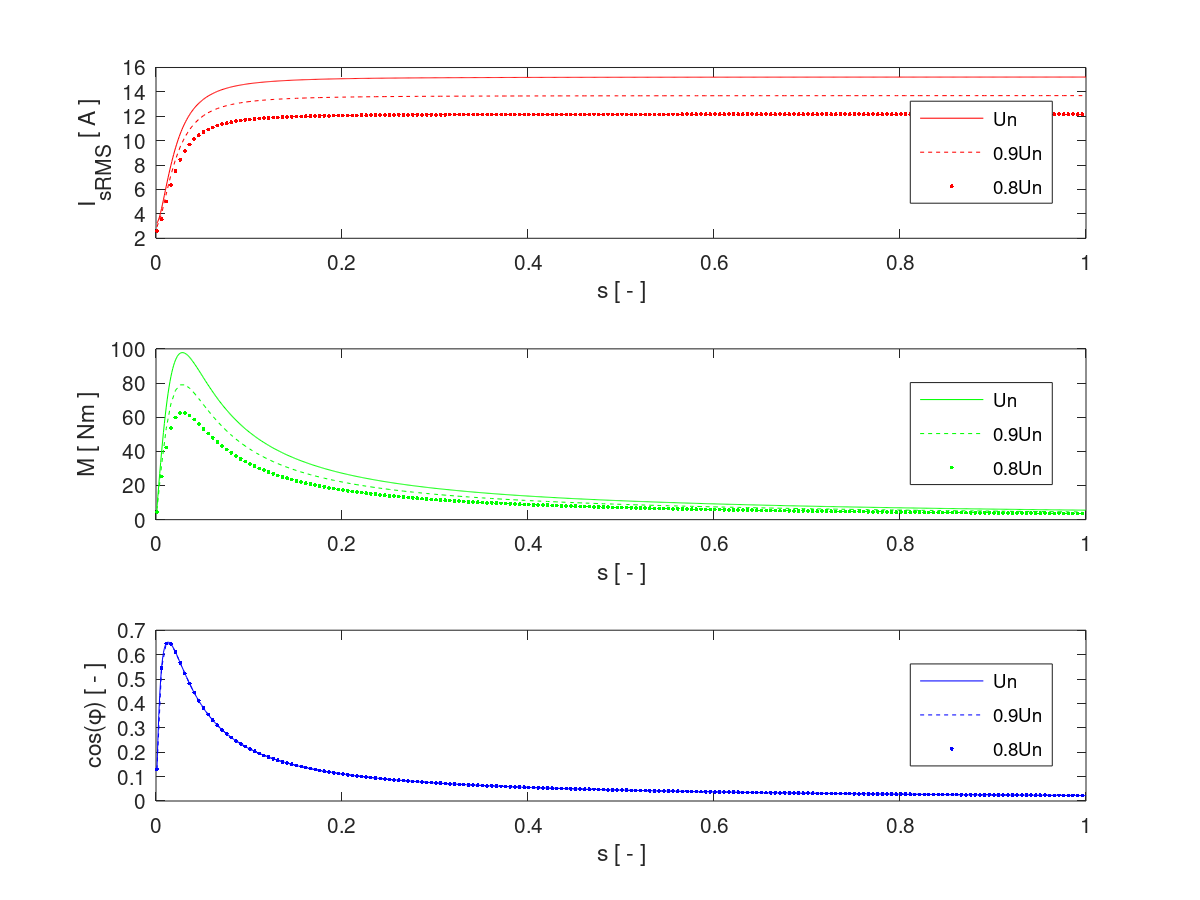 16
14
12
10
8
6
4
2
I_sRMS [ A ]
Un
0.9Un
0.8Un
0 0.2 0.4 0.6 0.8 1
s [ - ]
100
80
60
40
20
0
M [ Nm ]
Un
0.9Un
0.8Un
0 0.2 0.4 0.6 0.8 1
s [ - ]
0.7
0.6
0.5
0.4
0.3
0.2
0.1
0
cos(φ) [ - ]
Un
0.9Un
0.8Un
0 0.2 0.4 0.6 0.8 1
s [ - ]